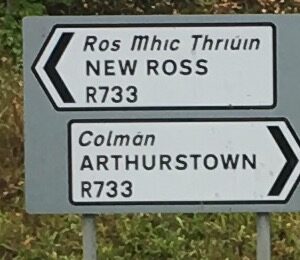 Ros Mhic Thriúin
NEW ROSS
R733
Colmán
ARTHURSTOWN
R733